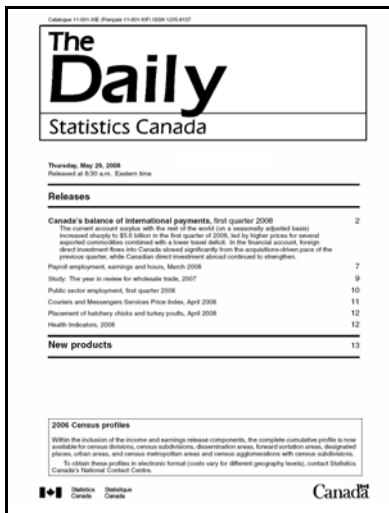 Catalogue 11-001-XIE (Français 11-001-XIF) ISSN 1205-9137
The
Daily
Statistics Canada
Thursday, May 29, 2008
Released at 8:30 a.m. Eastern time
Releases
Canada's balance of international payments, first quarter 2008 2
The current account surplus with the rest of the world (on a seasonally adjusted basis)
increased sharply to $5.6 billion in the first quarter of 2008, led by higher prices for several
exported commodities combined with a lower travel deficit. In the financial account, foreign
direct investment flows into Canada slowed significantly from the acquisitions-driven pace of the
previous quarter, while Canadian direct investment abroad continued to strengthen.
Payroll employment, earnings and hours, March 2008 7
Study: The year in review for wholesale trade, 2007 9
Public sector employment, first quarter 2008 10
Couriers and Messengers Services Price Index, April 2008 11
Placement of hatchery chicks and turkey poults, April 2008 12
Health Indicators, 2008 12
New products 13
2006 Census profiles
Within the inclusion of the income and earnings release components, the complete cumulative profile is now
available for census divisions, census subdivisions, dissemination areas, forward sortation areas, designated
places, urban areas, and census metropolitan areas and census agglomerations with census subdivisions.
To obtain these profiles in electronic format (costs vary for different geography levels), contact Statistics
Canada's National Contact Centre.
Statistics Statistique
Canada Canada
Canada